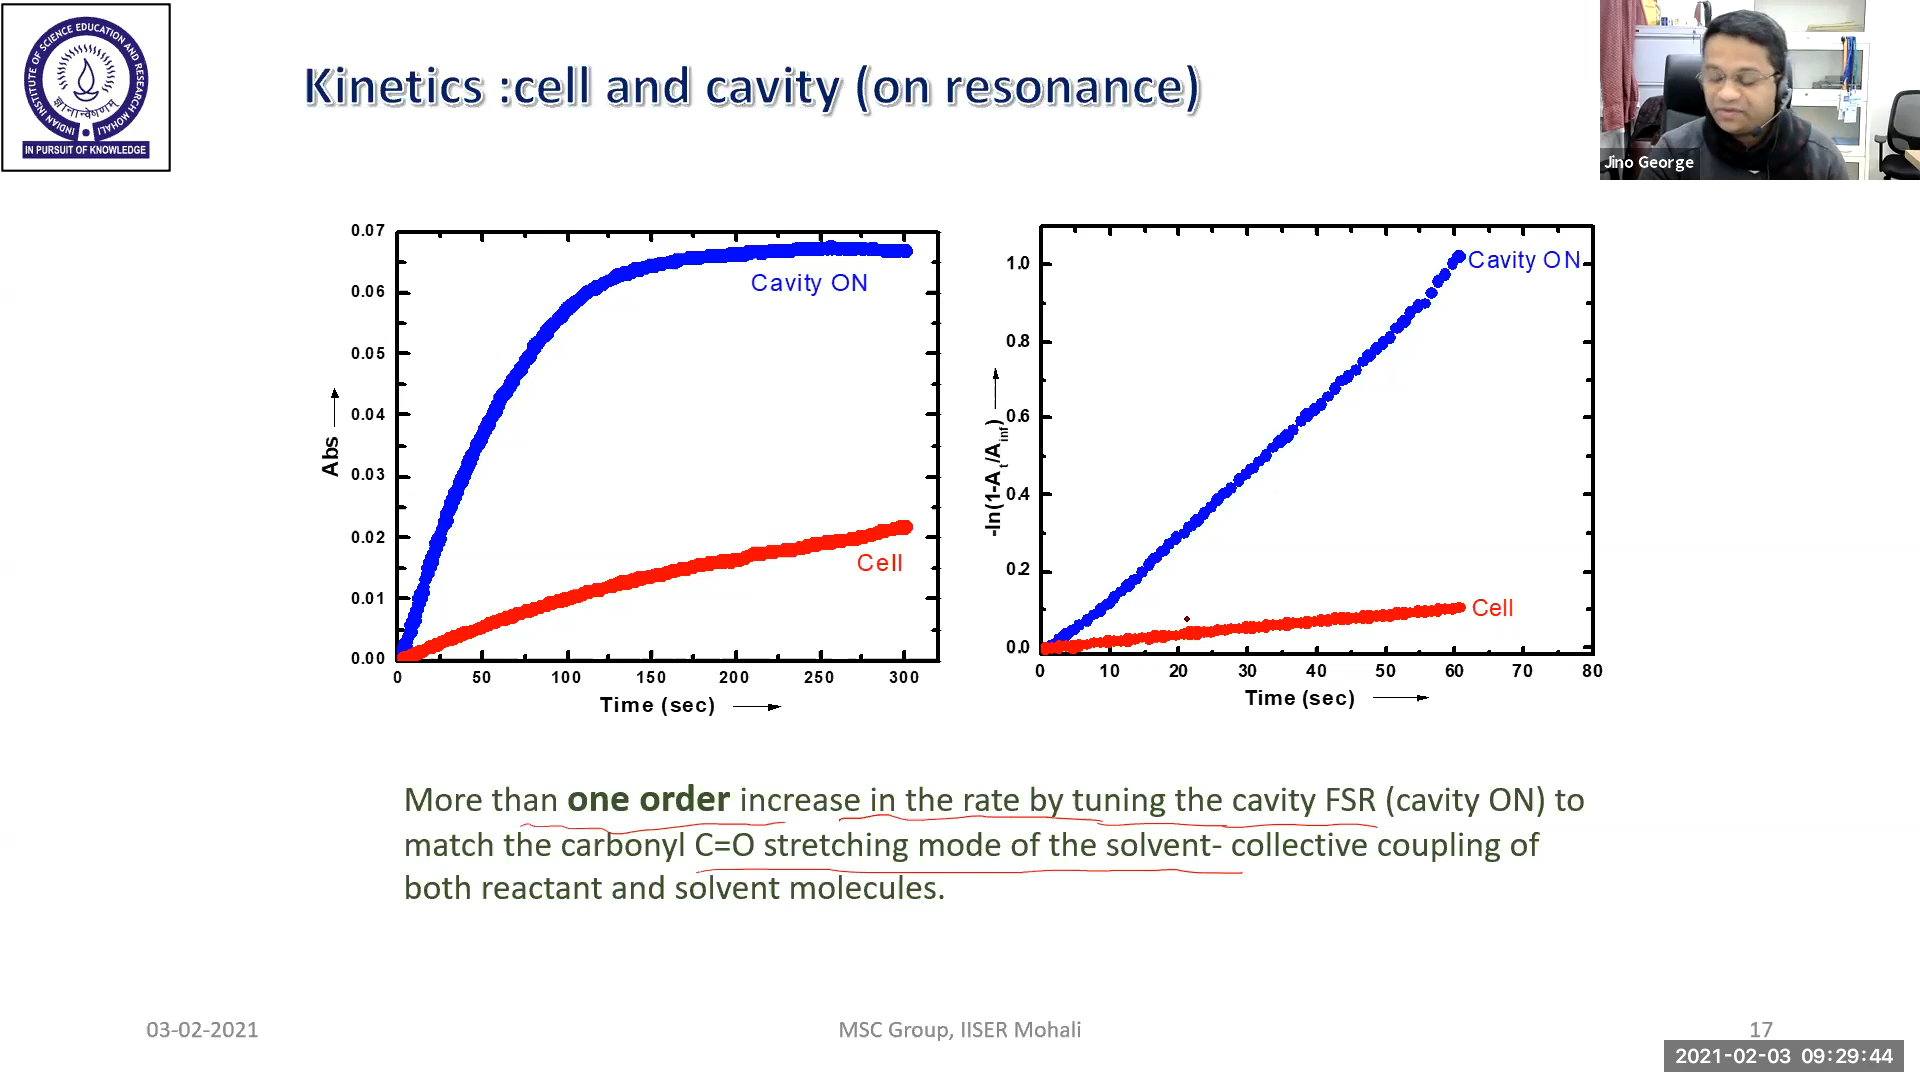 INDIAN INSTITUTE OF SCIENCE EDUCATION AND RESEARCH MOHALI
IN PURSUIT OF KNOWLEDGE
Kinetics :cell and cavity (on resonance)
Jino George
0.07
0.06
0.05
0.04
0.03
0.02
0.01
0.00
Abs
Cavity ON
Cell
0 50 100 150 200 250 300
Time (sec)
1.0
0.8
0.6
0.4
0.2
0.0
-ln(1-At/Ainf)
Cavity ON
Cell
0 10 20 30 40 50 60 70 80
Time (sec)
More than one order increase in the rate by tuning the cavity FSR (cavity ON) to
match the carbonyl C=O stretching mode of the solvent- collective coupling of
both reactant and solvent molecules.
03-02-2021
MSC Group, IISER Mohali
17
2021-02-03 09:29:44